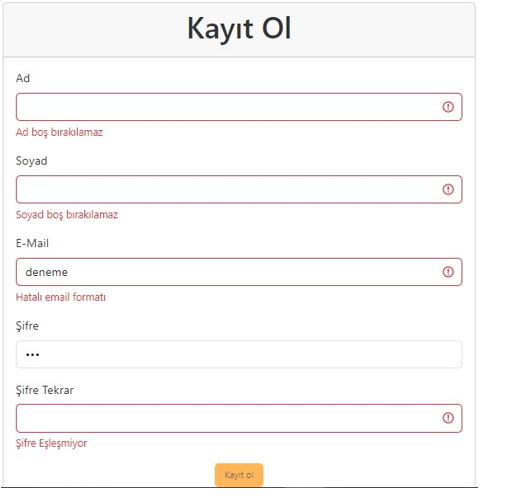 Kayıt Ol
Ad
Ad boş bırakılamaz
Soyad
Soyad boş bırakılamaz
E-Mail
deneme
Hatalı email formatı
Şifre
•••
Şifre Tekrar
Şifre Eşleşmiyor
Kayıt ol